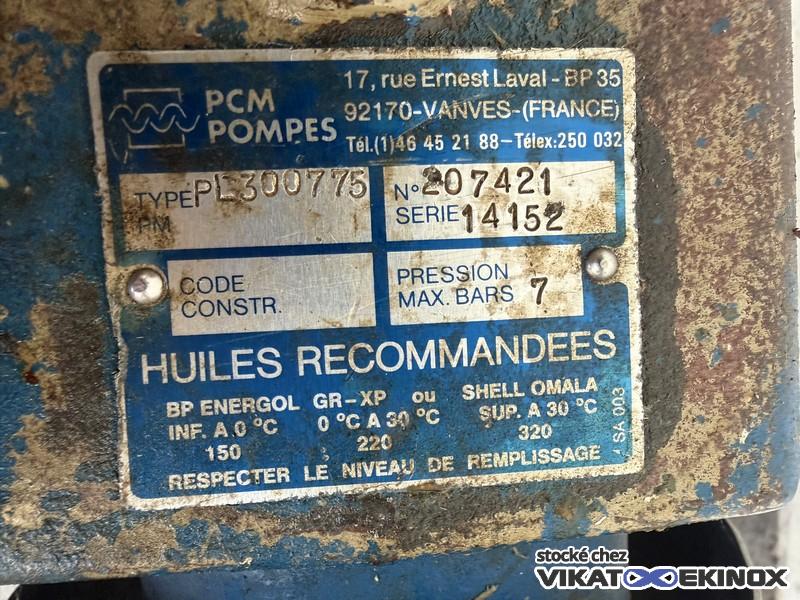 PCM
POMPES
17, rue Ernest Laval - BP 35
92170-VANVES-(FRANCE)
Tél.(1)46 45 21 88-Télex:250 032
TYPE PL300775
PM
N° 207421
SERIE 14152
CODE
CONSTR.
PRESSION
MAX. BARS 7
HUILES RECOMMANDEES
BP ENERGOL GR-XP ou SHELL OMALA
INF. A 0 °C 0 °C A 30 °C SUP. A 30 °C
150 220 320
RESPECTER LE NIVEAU DE REMPLISSAGE
SA 003
stocké chez
VIKATOOEKINOX